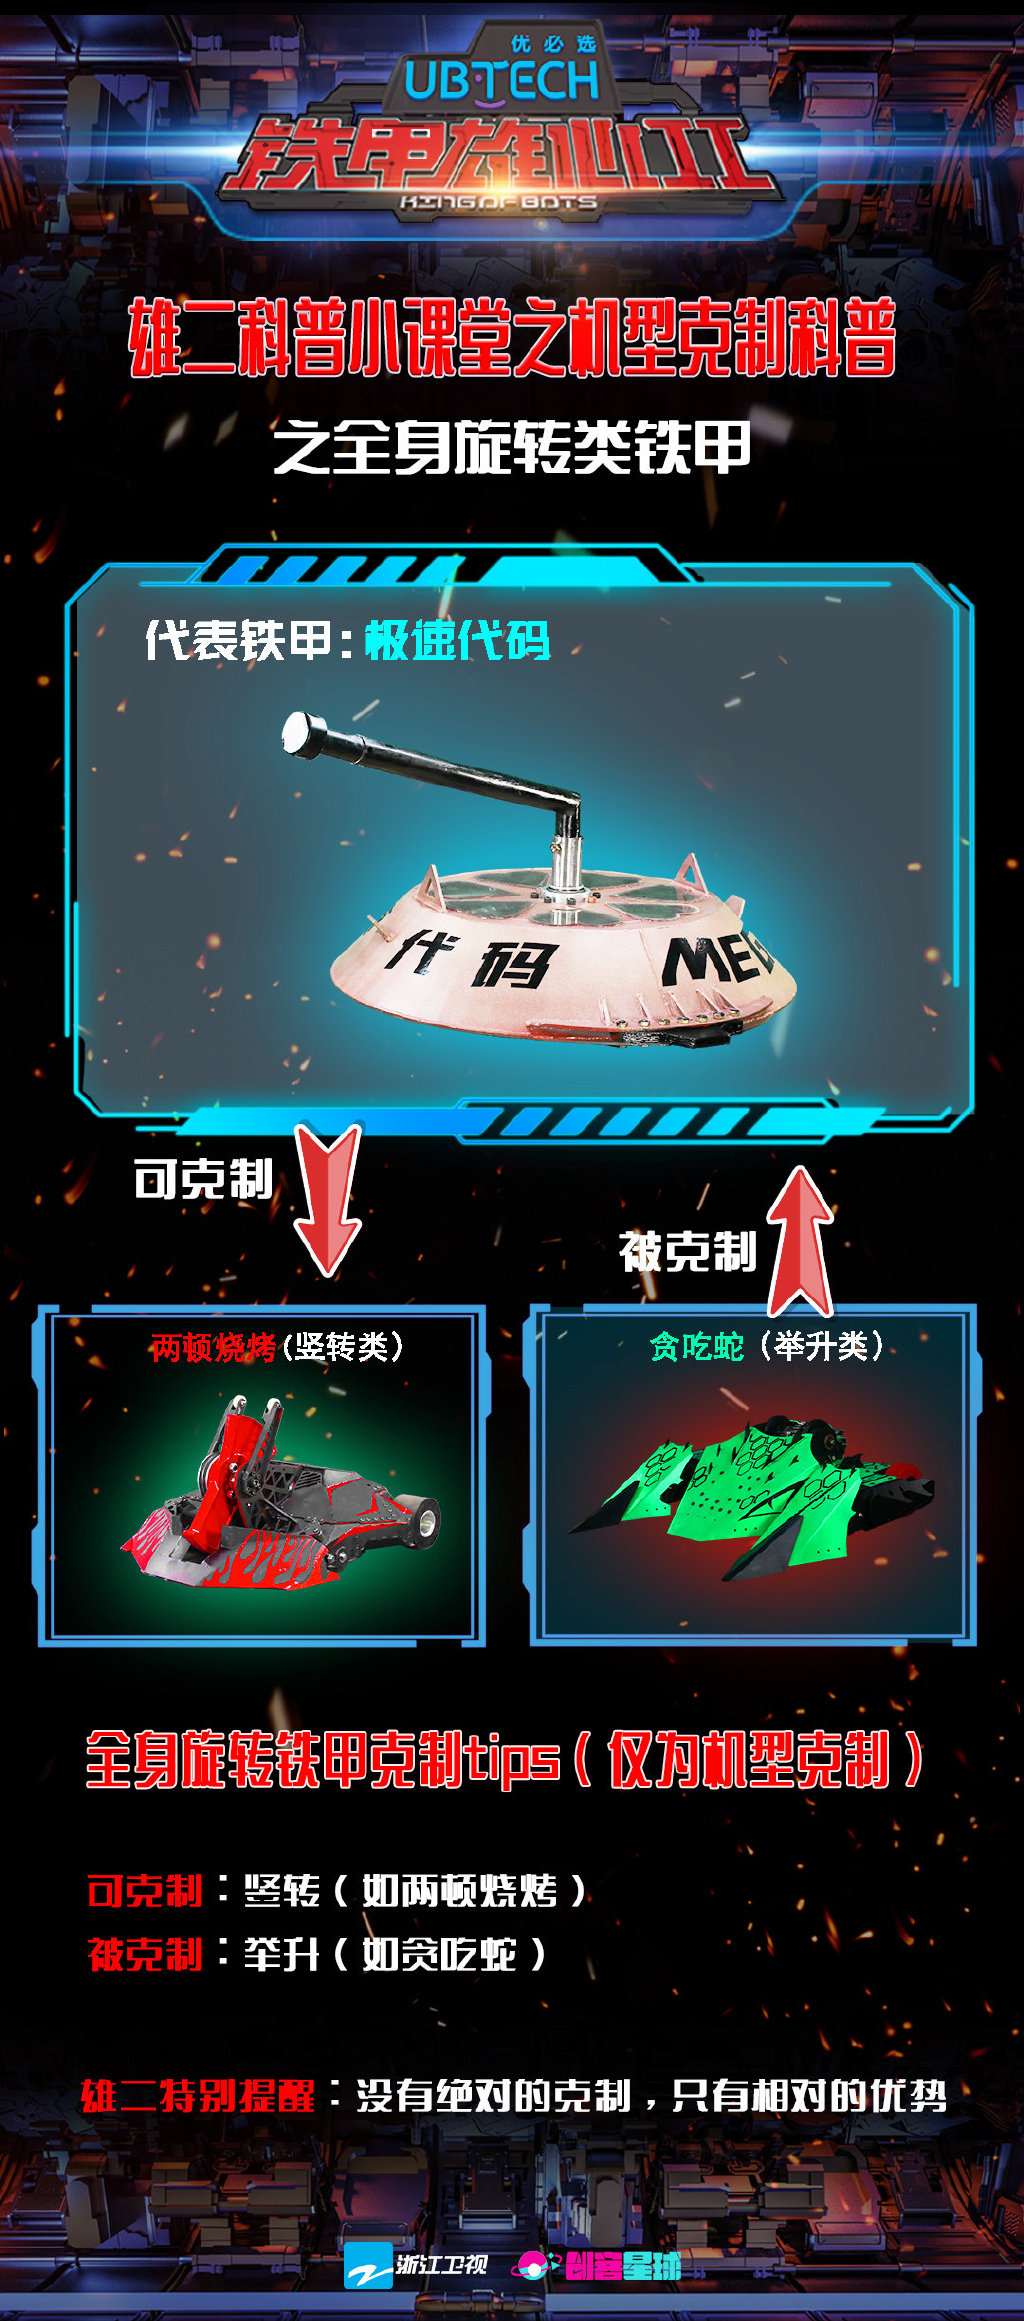 优必选
UBTECH
铁甲雄心II
KING OF BOTS
雄二科普小课堂之机型克制科普
之全身旋转类铁甲
代表铁甲：极速代码
代码 MEG
可克制
被克制
两顿烧烤(竖转类）
贪吃蛇（举升类）
全身旋转铁甲克制tips（仅为机型克制）
可克制：竖转（如两顿烧烤）
被克制：举升（如贪吃蛇）
雄二特别提醒：没有绝对的克制，只有相对的优势
浙江卫视 创客星球